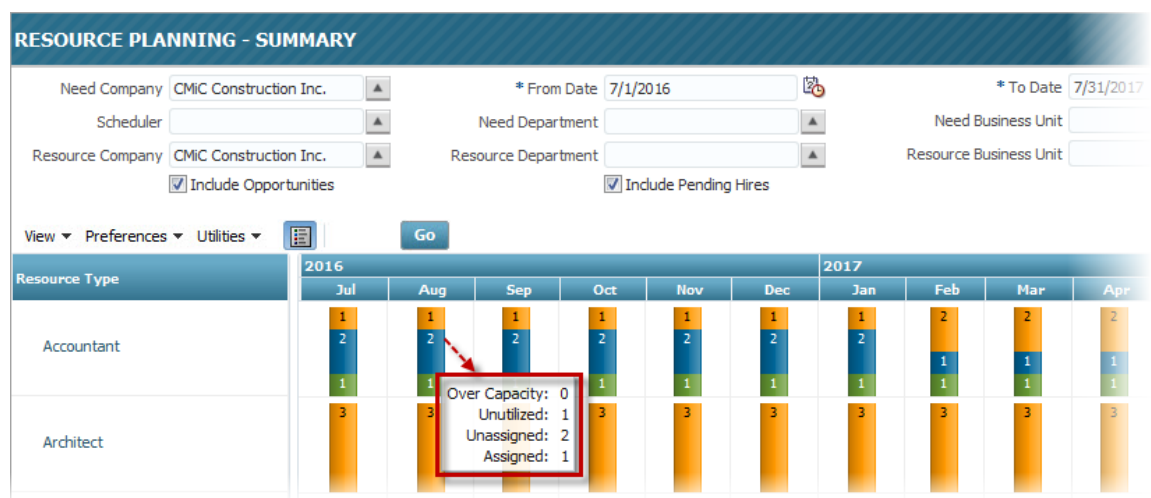 RESOURCE PLANNING - SUMMARY
Need Company CMiC Construction Inc. * From Date 7/1/2016 * To Date 7/31/2017
Scheduler Need Department Need Business Unit
Resource Company CMiC Construction Inc. Resource Department Resource Business Unit
Include Opportunities Include Pending Hires
View Preferences Utilities Go
Resource Type
2016 2017
Jul Aug Sep Oct Nov Dec Jan Feb Mar Apr
1 1 1 1 1 1 1 2 2 2
Accountant
2 2 2 2 2 2 2 1 1 1
1 1 1 1 1 1 1 1 1
Over Capacity: 0
Unutilized: 1
Unassigned: 2
Assigned: 1
Architect
3 3 3 3 3 3 3 3 3